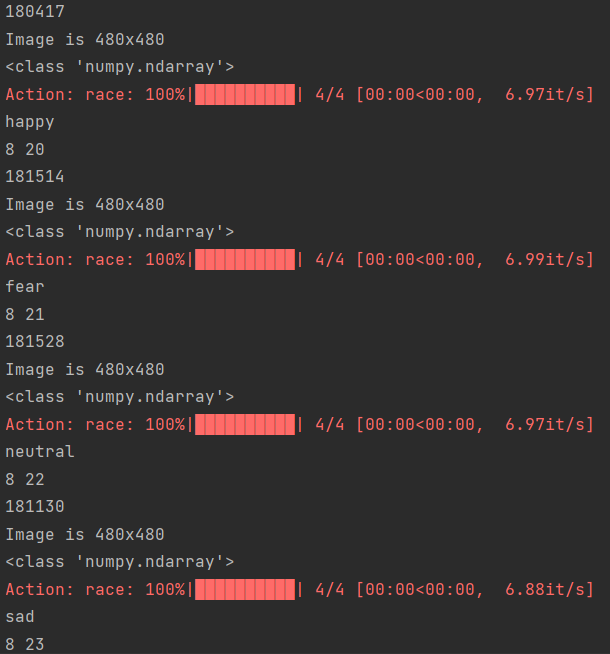 180417
Image is 480x480
<class 'numpy.ndarray'>
Action: race: 100%|██████████| 4/4 [00:00<00:00,  6.97it/s]
happy
8 20
181514
Image is 480x480
<class 'numpy.ndarray'>
Action: race: 100%|██████████| 4/4 [00:00<00:00,  6.99it/s]
fear
8 21
181528
Image is 480x480
<class 'numpy.ndarray'>
Action: race: 100%|██████████| 4/4 [00:00<00:00,  6.97it/s]
neutral
8 22
181130
Image is 480x480
<class 'numpy.ndarray'>
Action: race: 100%|██████████| 4/4 [00:00<00:00,  6.88it/s]
sad
8 23